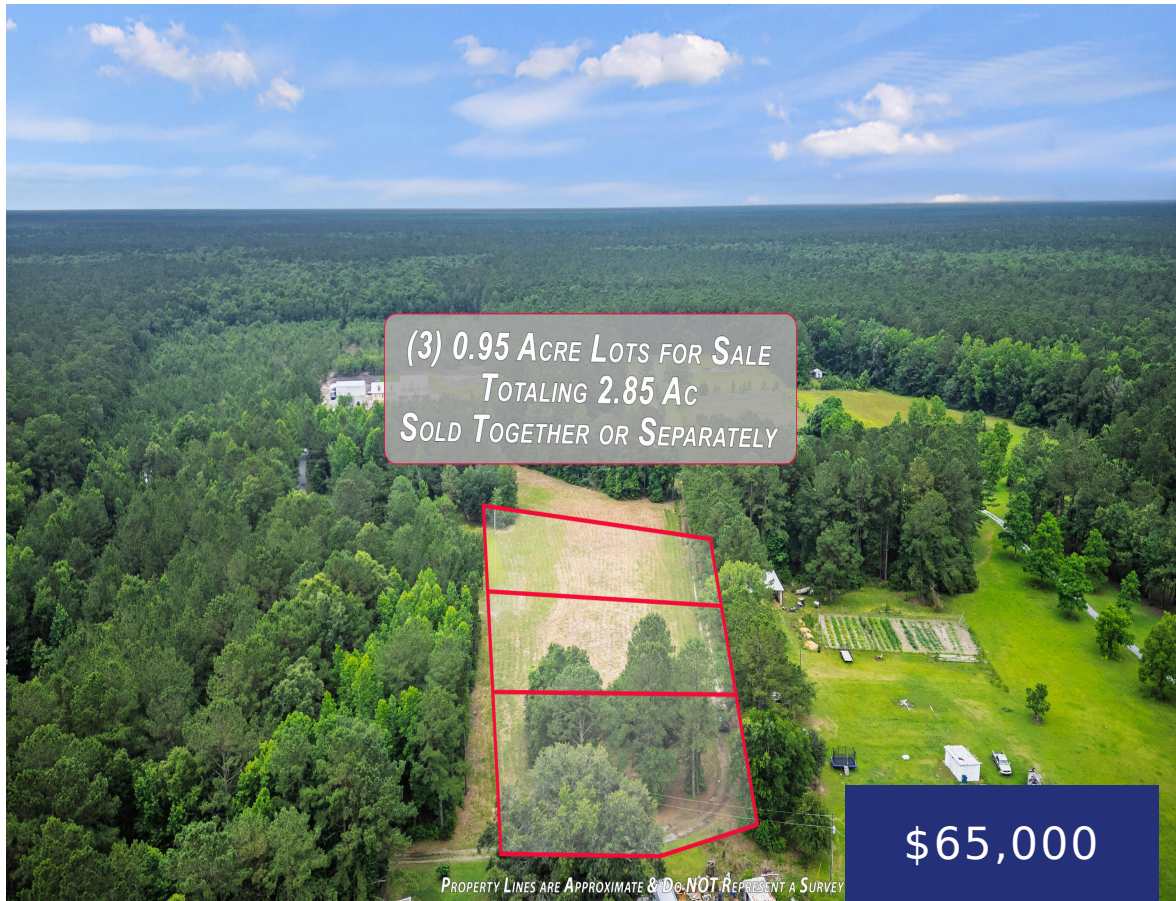 (3) 0.95 Acre Lots for Sale
Totaling 2.85 Ac
Sold Together or Separately
Property Lines are Approximate & Do NOT Represent a Survey
$65,000